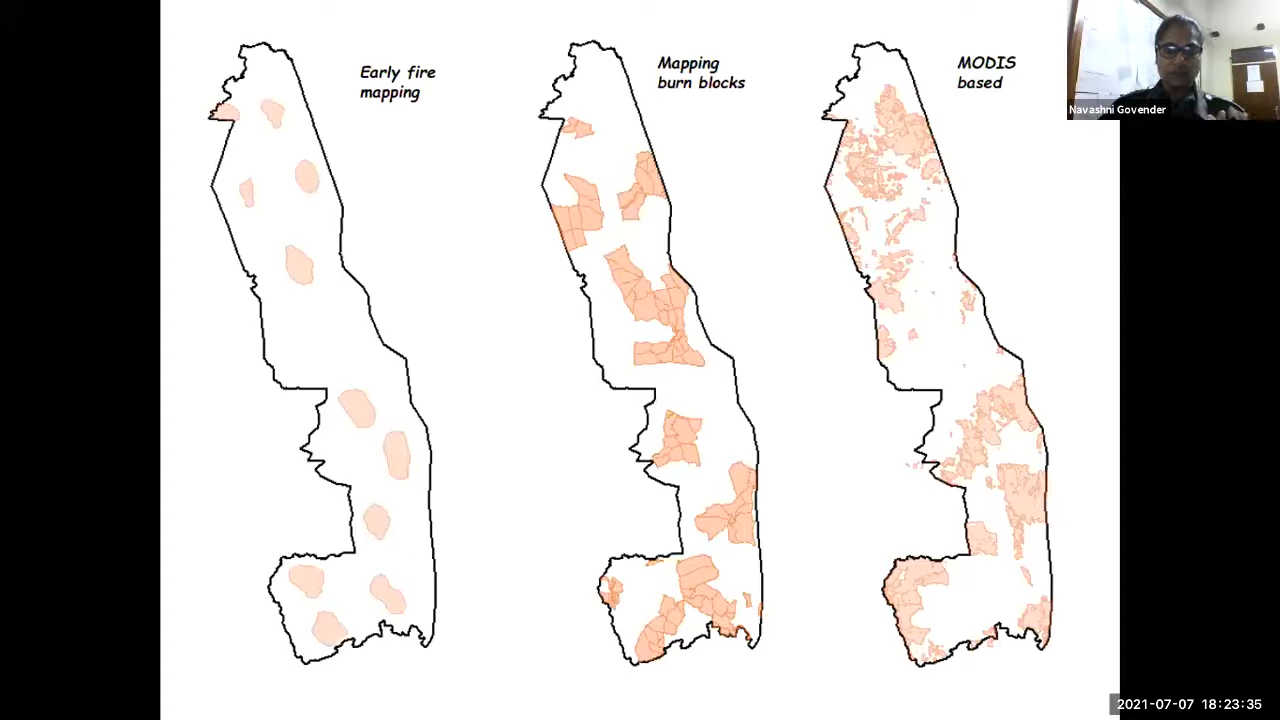 Early fire
mapping
Mapping
burn blocks
MODIS
based
Navashni Govender
2021-07-07 18:23:35